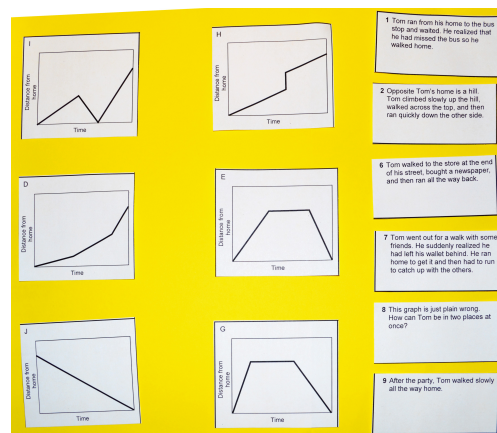 I
Distance from
home
Time
H
Distance from
home
Time
1 Tom ran from his home to the bus
stop and waited. He realized that
he had missed the bus so he
walked home.
2 Opposite Tom's home is a hill.
Tom climbed slowly up the hill,
walked across the top, and then
ran quickly down the other side.
D
Distance from
home
Time
E
Distance from
home
Time
6 Tom walked to the store at the end
of his street, bought a newspaper,
and then ran all the way back.
7 Tom went out for a walk with some
friends. He suddenly realized he
had left his wallet behind. He ran
home to get it and then had to run
to catch up with the others.
J
Distance from
home
Time
G
Distance from
home
Time
8 This graph is just plain wrong.
How can Tom be in two places at
once?
9 After the party, Tom walked slowly
all the way home.